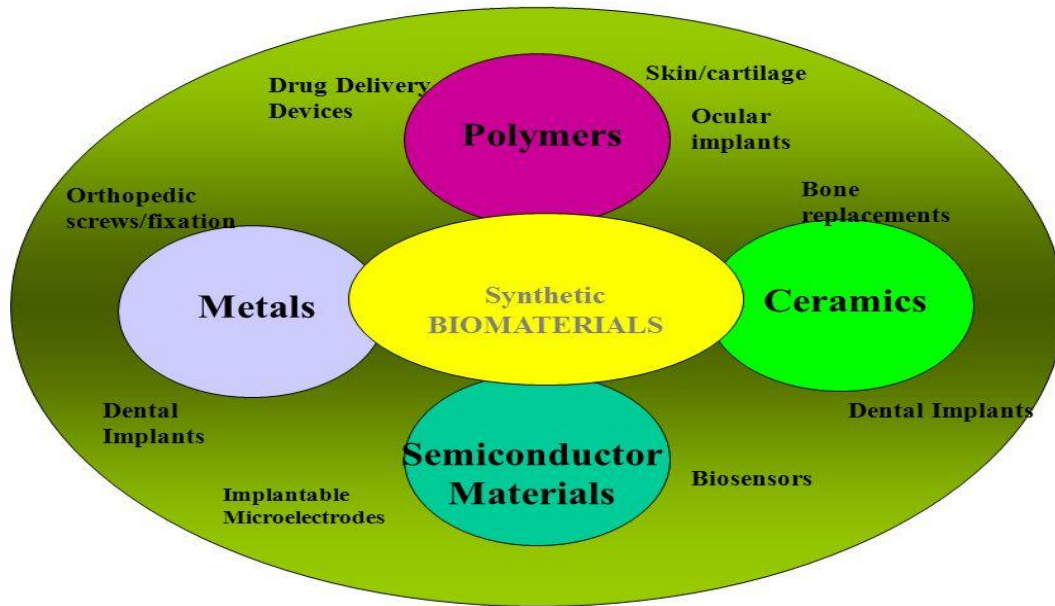 Drug Delivery
Devices
Skin/cartilage
Polymers
Ocular
implants
Orthopedic
screws/fixation
Bone
replacements
Metals
Synthetic
BIOMATERIALS
Ceramics
Dental
Implants
Dental Implants
Semiconductor
Materials
Implantable
Microelectrodes
Biosensors